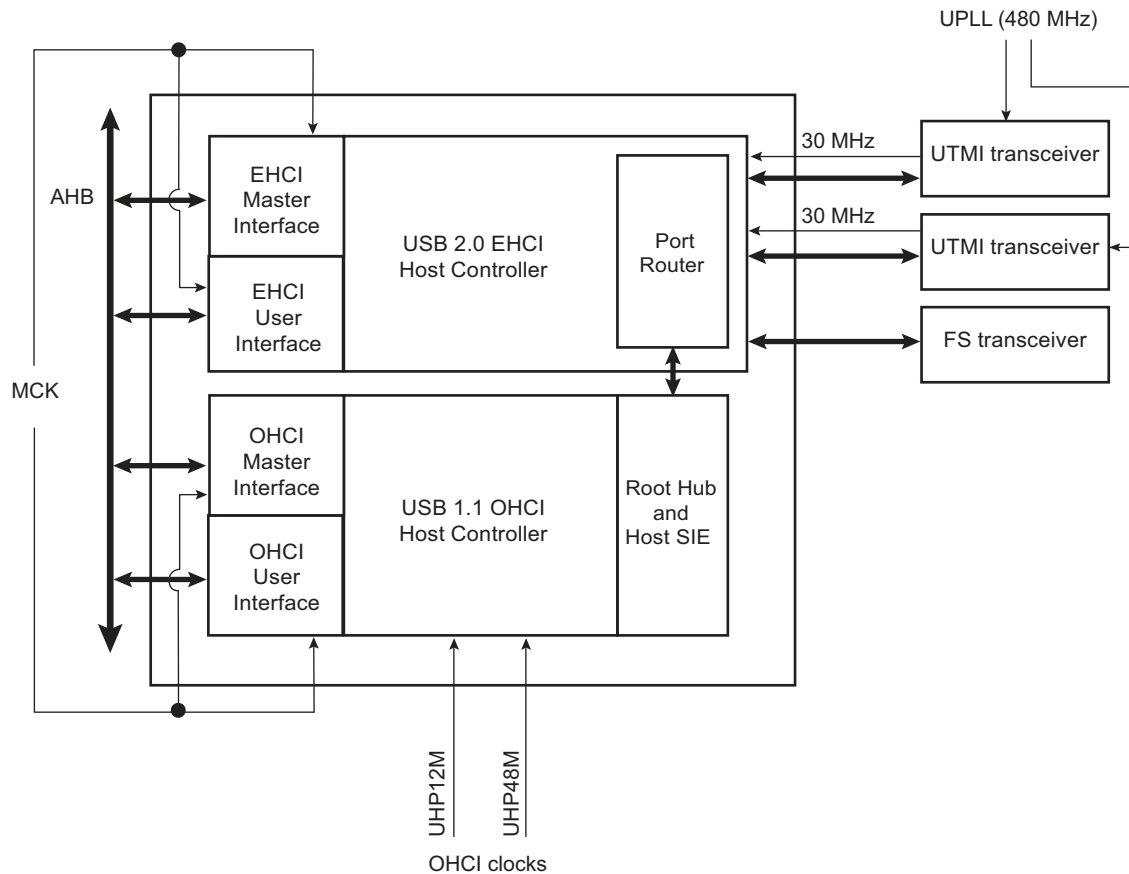 UPLL (480 MHz)
AHB
MCK
EHCI
Master
Interface
EHCI
User
Interface
USB 2.0 EHCI
Host Controller
Port
Router
30 MHz
UTMI transceiver
30 MHz
UTMI transceiver
FS transceiver
OHCI
Master
Interface
OHCI
User
Interface
USB 1.1 OHCI
Host Controller
Root Hub
and
Host SIE
UHP12M
UHP48M
OHCI clocks